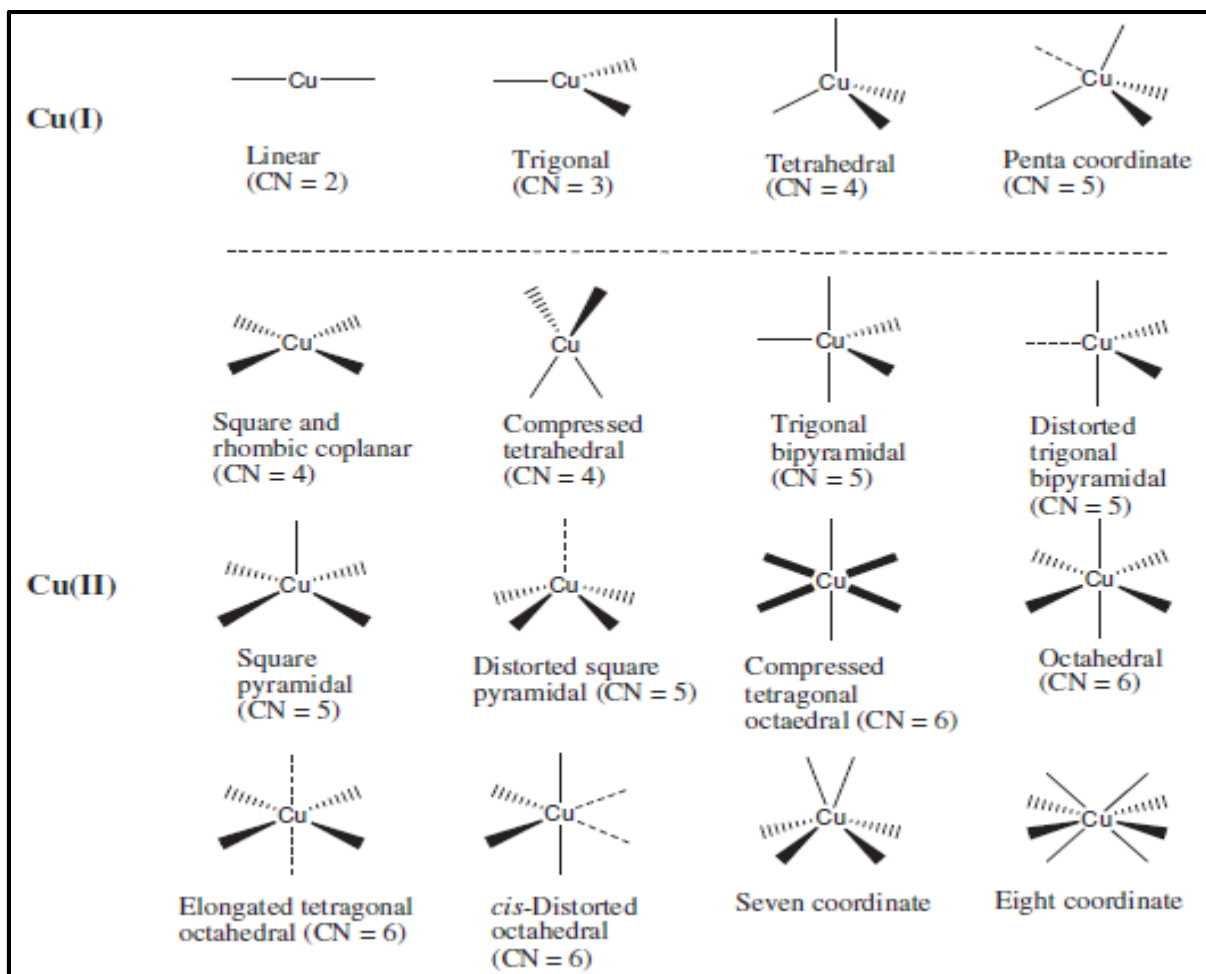 Cu
Cu
Cu
Cu
Cu(I)
Linear
(CN = 2)
Trigonal
(CN = 3)
Tetrahedral
(CN = 4)
Penta coordinate
(CN = 5)
Cu
Cu
Cu
Cu
Square and
rhombic coplanar
(CN = 4)
Compressed
tetrahedral
(CN = 4)
Trigonal
bipyramidal
(CN = 5)
Distorted
trigonal
bipyramidal
(CN = 5)
Cu(II)
Cu
Cu
Cu
Cu
Square
pyramidal
(CN = 5)
Distorted square
pyramidal (CN = 5)
Compressed
tetragonal
octaedral (CN = 6)
Octahedral
(CN = 6)
Cu
Cu
Cu
Cu
Elongated tetragonal
octahedral (CN = 6)
cis-Distorted
octahedral
(CN = 6)
Seven coordinate
Eight coordinate